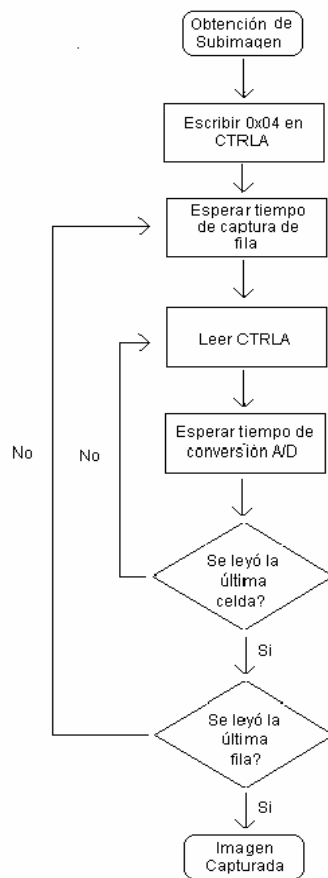 Obtención de
Subimagen
Escribir 0x04 en
CTRLA
Esperar tiempo
de captura de
fila
Leer CTRLA
Esperar tiempo de
conversión A/D
No
No
Se leyó la
última
celda?
Si
Se leyó la
última
fila?
Si
Imagen
Capturada